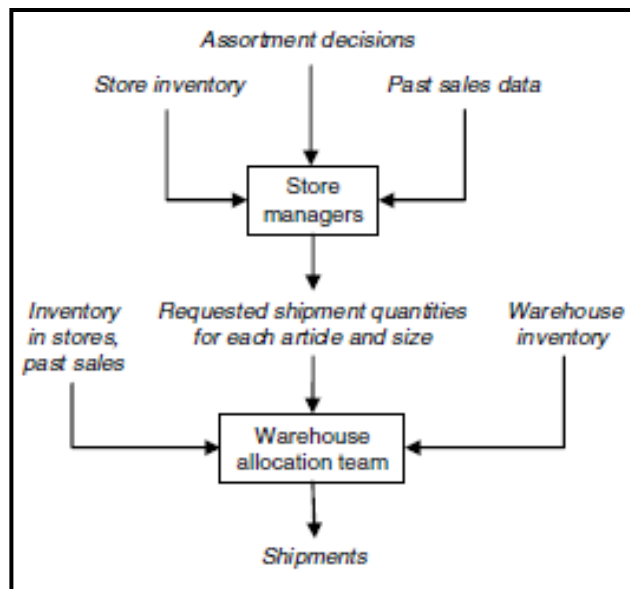 Assortment decisions
Store inventory
Past sales data
Store
managers
Inventory
in stores,
past sales
Requested shipment quantities
for each article and size
Warehouse
inventory
Warehouse
allocation team
Shipments